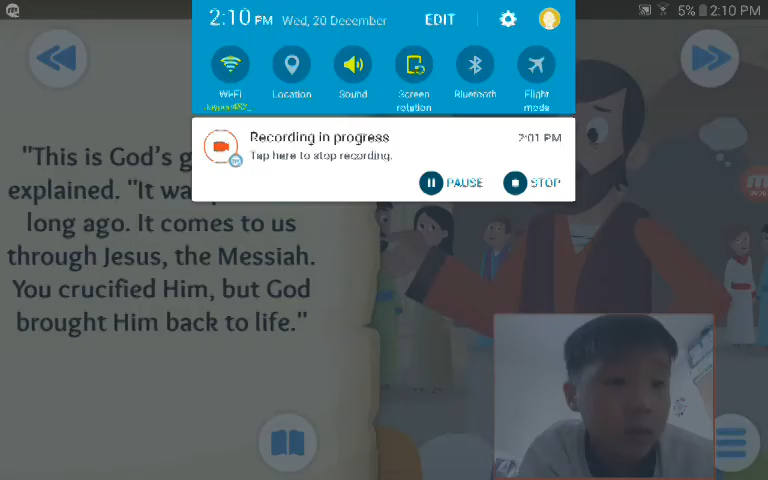 5% 2:10 PM
2:10 PM Wed, 20 December EDIT
Wi-Fi Location Sound Screen rotation Bluetooth Flight mode
Recording in progress 2:01 PM
Tap here to stop recording.
PAUSE STOP
"This is God's
explained. "It
long ago. It comes to us
through Jesus, the Messiah.
You crucified Him, but God
brought Him back to life."